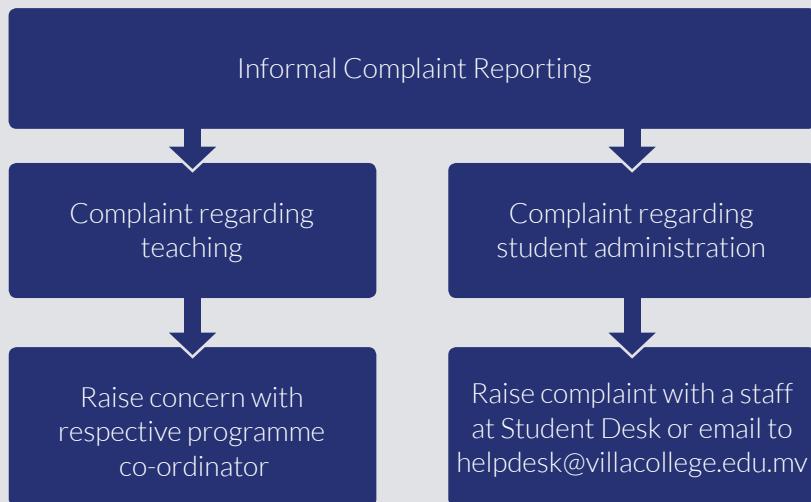 Informal Complaint Reporting
Complaint regarding
teaching
Complaint regarding
student administration
Raise concern with
respective programme
co-ordinator
Raise complaint with a staff
at Student Desk or email to
helpdesk@villacollege.edu.mv